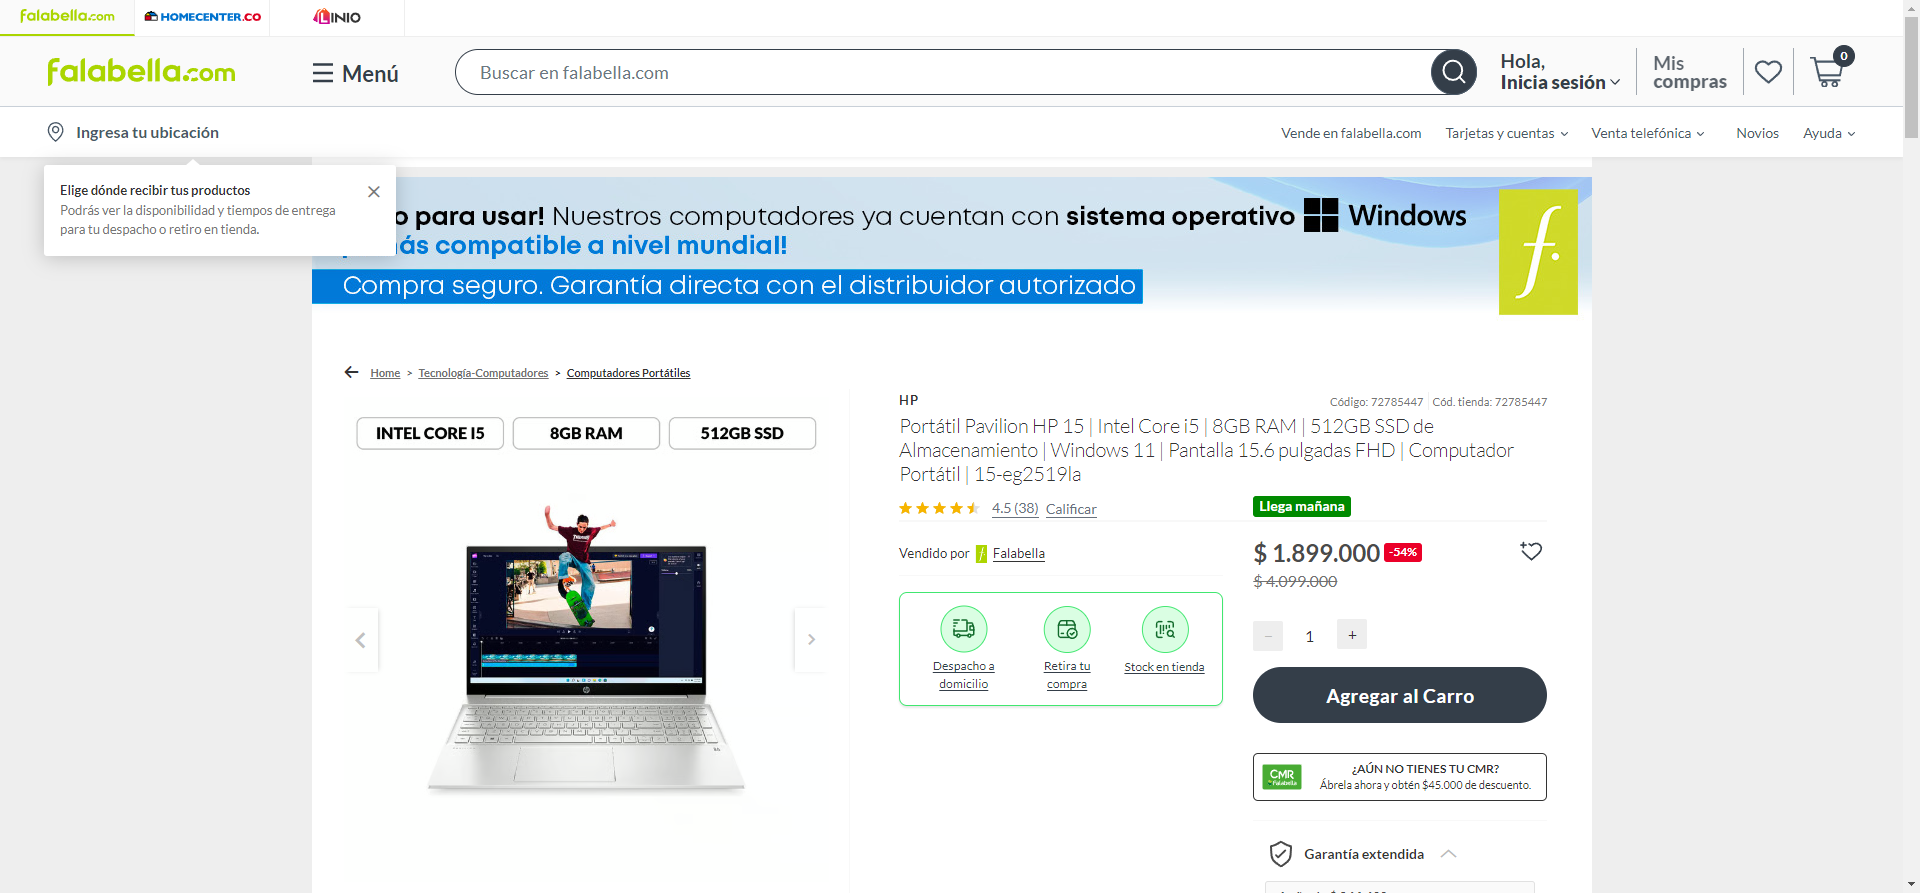 falabella.com
HOMECENTER.CO
LINIO
falabella.com
Menú
Buscar en falabella.com
Hola,
Inicia sesión
Mis
compras
0
Ingresa tu ubicación
Vende en falabella.com
Tarjetas y cuentas
Venta telefónica
Novios
Ayuda
Elige dónde recibir tus productos
Podrás ver la disponibilidad y tiempos de entrega
para tu despacho o retiro en tienda.
o para usar! Nuestros computadores ya cuentan con sistema operativo Windows
ás compatible a nivel mundial!
Compra seguro. Garantía directa con el distribuidor autorizado
f.
Home > Tecnología-Computadores > Computadores Portátiles
INTEL CORE I5
8GB RAM
512GB SSD
HP
Código: 72785447
Cód. tienda: 72785447
Portátil Pavilion HP 15 | Intel Core i5 | 8GB RAM | 512GB SSD de
Almacenamiento | Windows 11 | Pantalla 15.6 pulgadas FHD | Computador
Portátil | 15-eg2519la
4.5 (38)
Calificar
Llega mañana
Vendido por
Falabella
$ 1.899.000
-54%
$ 4.099.000
Despacho a
domicilio
Retira tu
compra
Stock en tienda
− 1 +
Agregar al Carro
CMR
Falabella
¿AÚN NO TIENES TU CMR?
Ábrela ahora y obtén $45.000 de descuento.
Garantía extendida